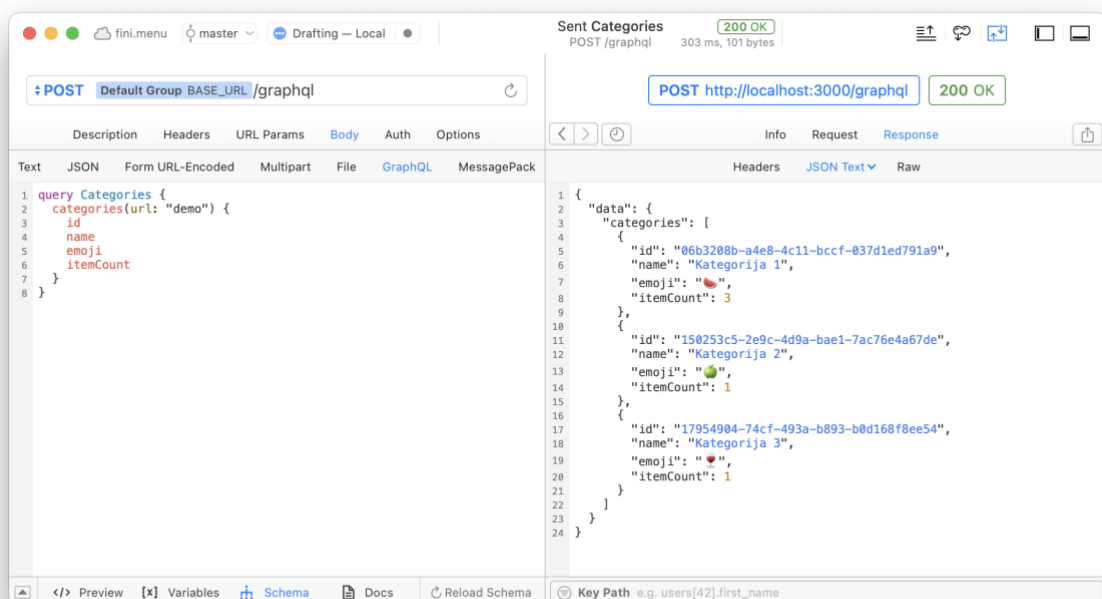 fini.menu master Drafting — Local Sent Categories 200 OK
POST /graphql 303 ms, 101 bytes
POST Default Group BASE_URL /graphql
POST http://localhost:3000/graphql 200 OK
Description Headers URL Params Body Auth Options
Info Request Response
Text JSON Form URL-Encoded Multipart File GraphQL MessagePack
Headers JSON Text Raw
1 query Categories {
2   categories(url: "demo") {
3     id
4     name
5     emoji
6     itemCount
7   }
8 }
1 {
2   "data": {
3     "categories": [
4       {
5         "id": "06b3208b-a4e8-4c11-bccf-037d1ed791a9",
6         "name": "Kategorija 1",
7         "emoji": "🍉",
8         "itemCount": 3
9       },
10       {
11         "id": "150253c5-2e9c-4d9a-bae1-7ac76e4a67de",
12         "name": "Kategorija 2",
13         "emoji": "🍏",
14         "itemCount": 1
15       },
16       {
17         "id": "17954904-74cf-493a-b893-b0d168f8ee54",
18         "name": "Kategorija 3",
19         "emoji": "🍷",
20         "itemCount": 1
21       }
22     ]
23   }
24 }
</> Preview [x] Variables Schema Docs Reload Schema
Key Path e.g. users[42].first_name